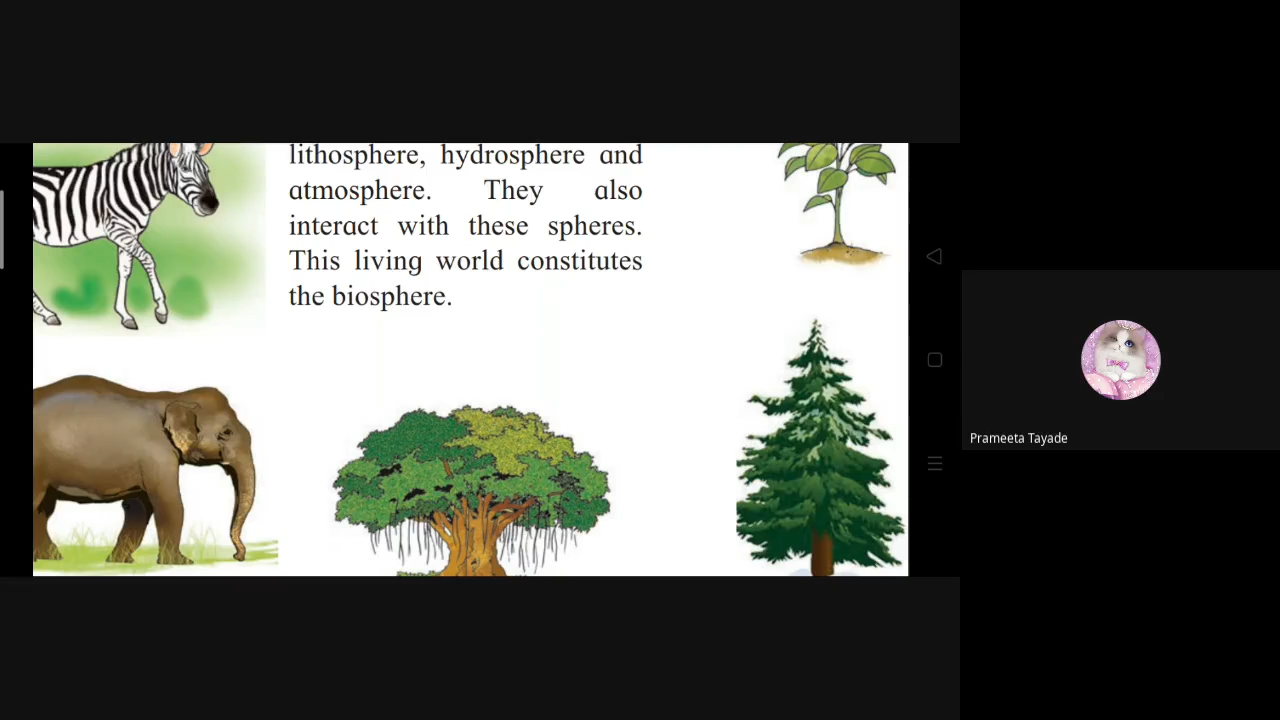 lithosphere, hydrosphere and
atmosphere. They also
interact with these spheres.
This living world constitutes
the biosphere.
Prameeta Tayade